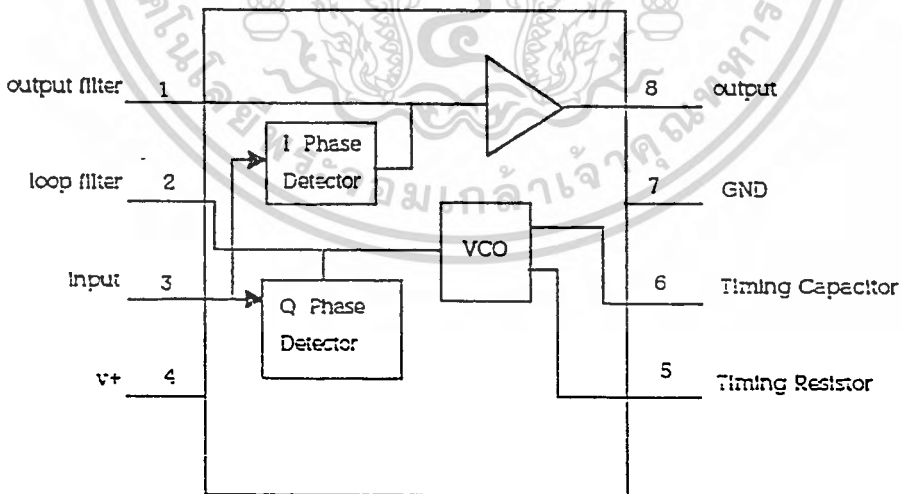 output filter 1
8 output
I Phase
Detector
loop filter 2
7 GND
VCO
Input 3
6 Timing Capacitor
Q Phase
Detector
v+ 4
5 Timing Resistor